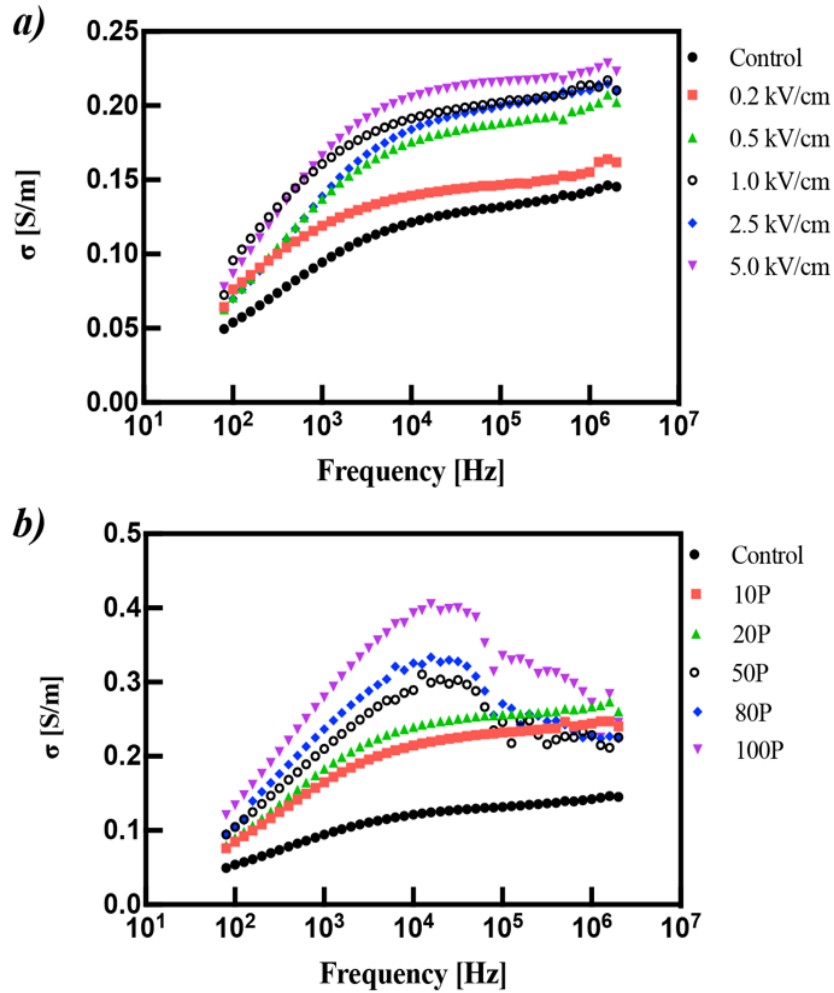 a)
σ [S/m]
0.25
0.20
0.15
0.10
0.05
0.00
10¹ 10² 10³ 10⁴ 10⁵ 10⁶ 10⁷
Frequency [Hz]
Control
0.2 kV/cm
0.5 kV/cm
1.0 kV/cm
2.5 kV/cm
5.0 kV/cm
b)
σ [S/m]
0.5
0.4
0.3
0.2
0.1
0.0
10¹ 10² 10³ 10⁴ 10⁵ 10⁶ 10⁷
Frequency [Hz]
Control
10P
20P
50P
80P
100P